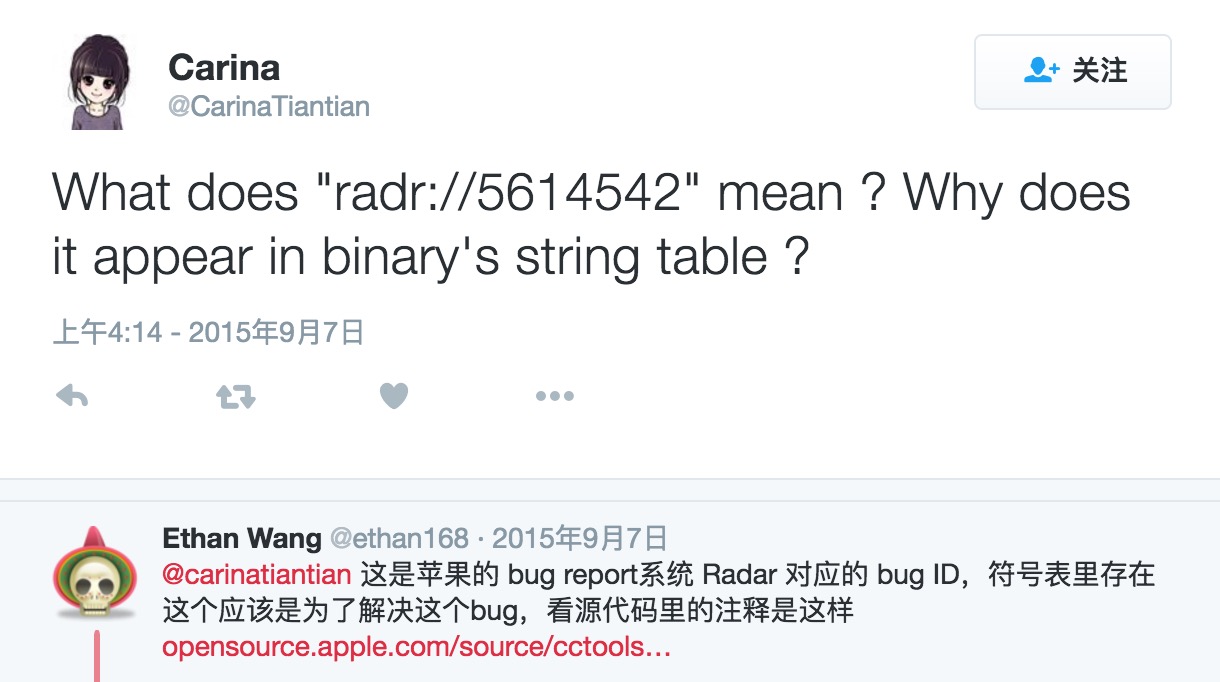 Carina
@CarinaTiantian
关注
What does "radr://5614542" mean ? Why does
it appear in binary's string table ?
上午4:14 - 2015年9月7日
Ethan Wang @ethan168 · 2015年9月7日
@carinatiantian 这是苹果的 bug report系统 Radar 对应的 bug ID，符号表里存在
这个应该是为了解决这个bug，看源代码里的注释是这样
opensource.apple.com/source/cctools…